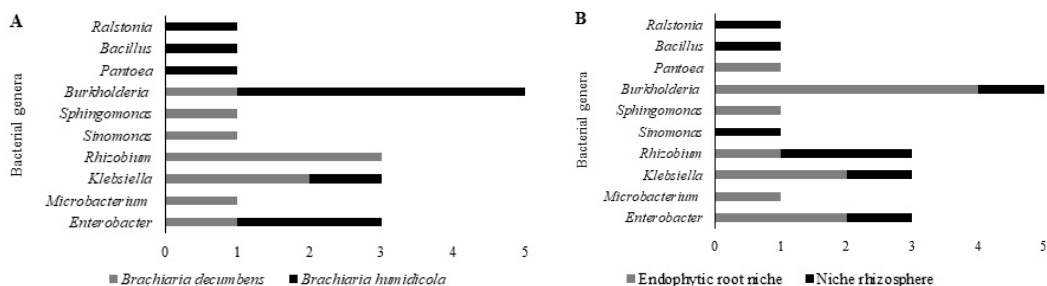 A
Bacterial genera
Ralstonia
Bacillus
Pantoea
Burkholderia
Sphingomonas
Sinomonas
Rhizobium
Klebsiella
Microbacterium
Enterobacter
0 1 2 3 4 5
Brachiaria decumbens Brachiaria humidicola
B
Bacterial genera
Ralstonia
Bacillus
Pantoea
Burkholderia
Sphingomonas
Sinomonas
Rhizobium
Klebsiella
Microbacterium
Enterobacter
0 1 2 3 4 5
Endophytic root niche Niche rhizosphere